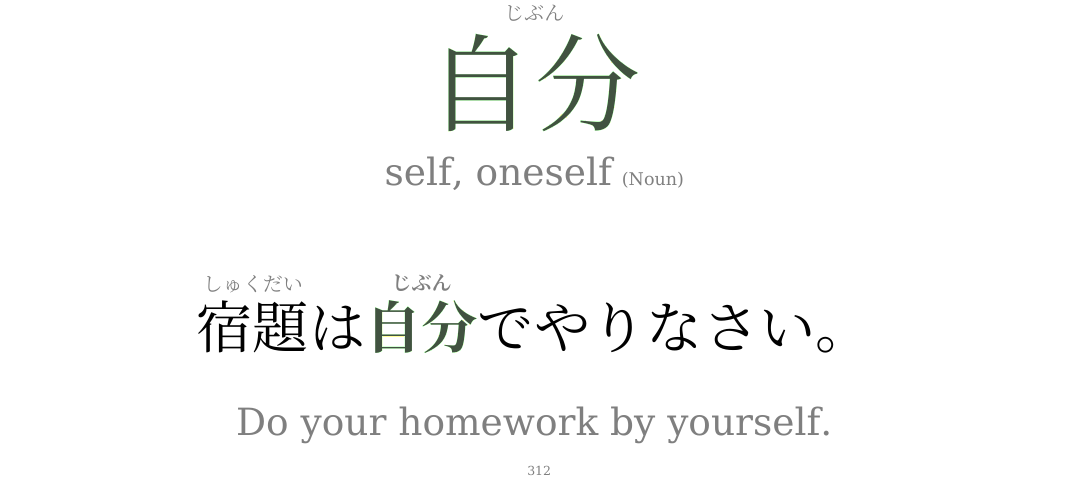 じぶん
自分
self, oneself (Noun)
しゅくだい じぶん
宿題は自分でやりなさい。
Do your homework by yourself.
312